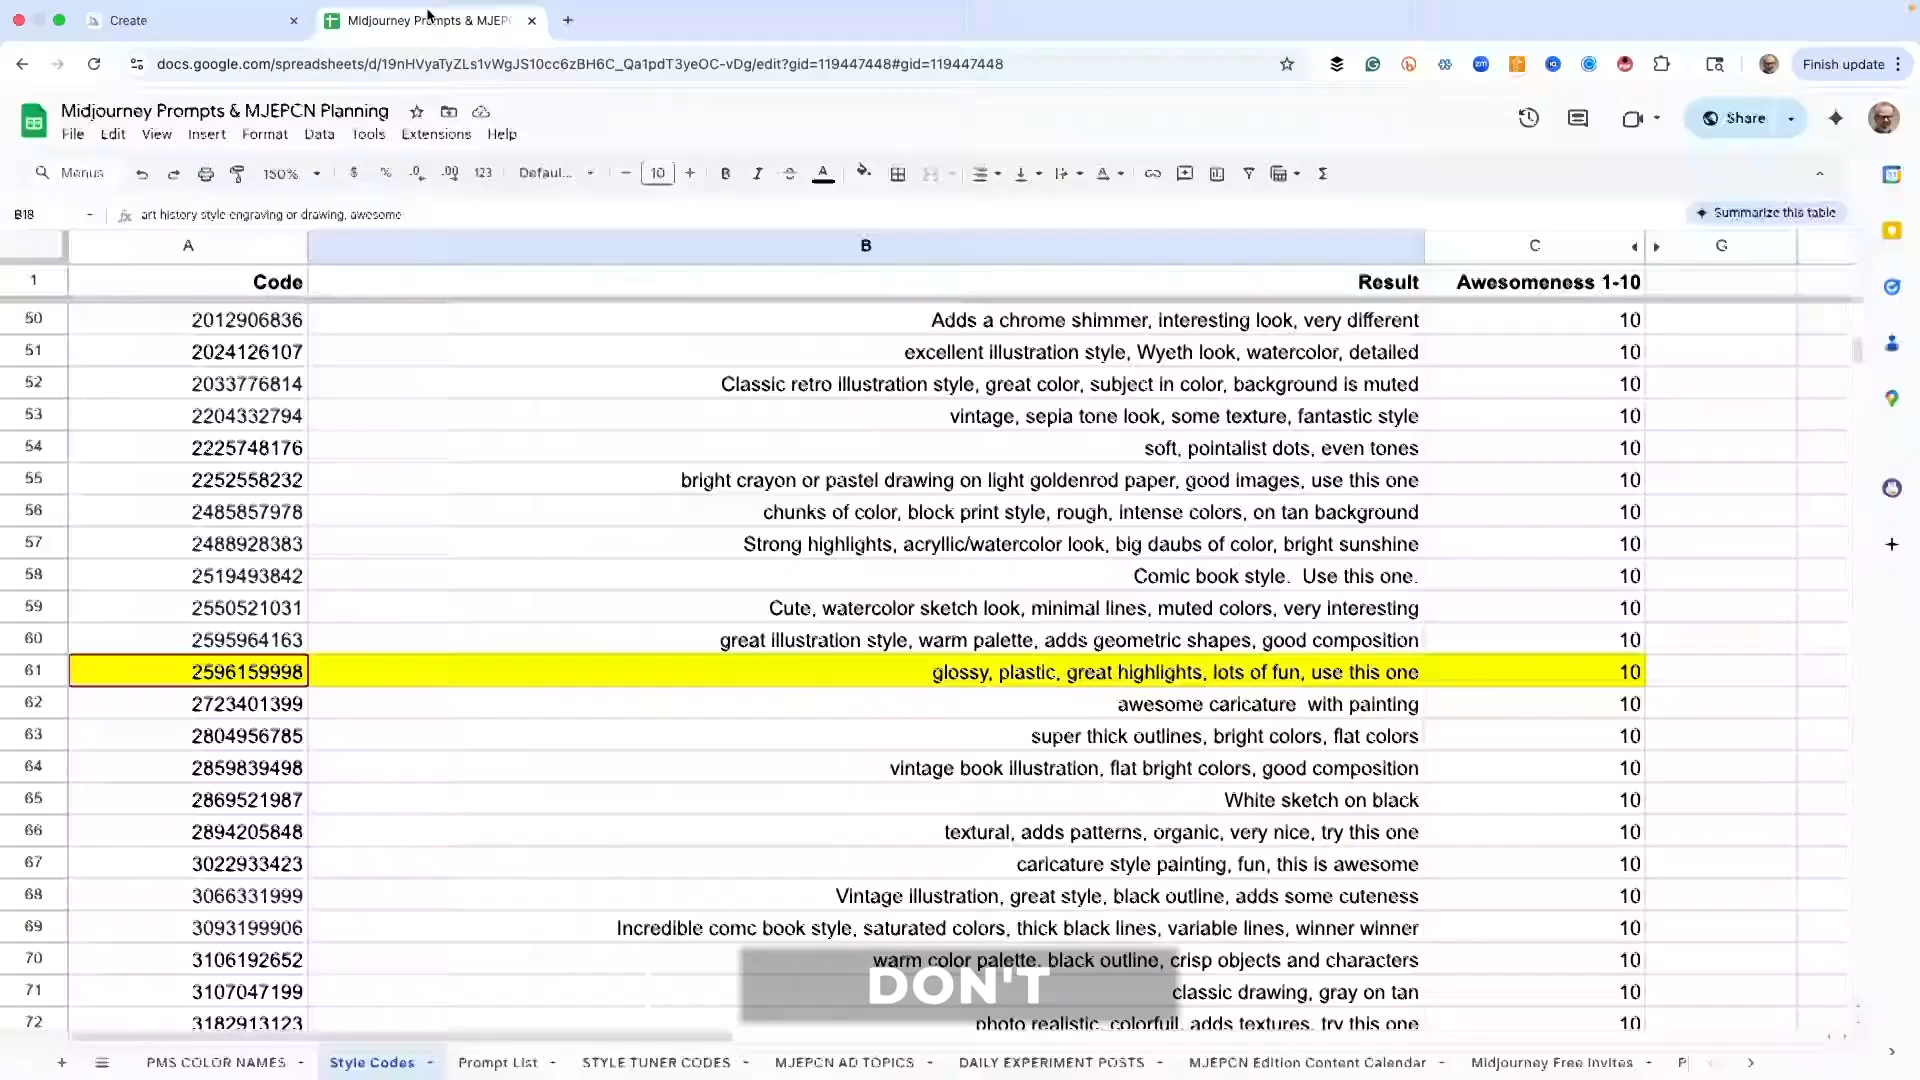 Create
Midjourney Prompts & MJEPC
docs.google.com/spreadsheets/d/19nHVyaTyZLs1vWgJS10cc6zBH6C_Qa1pdT3yeOC-vDg/edit?gid=119447448#gid=119447448
Finish update
Midjourney Prompts & MJEPCN Planning
File Edit View Insert Format Data Tools Extensions Help
Share
Menus 150% $ % .0 .00 123 Defaul... 10 B I A Σ
B18 fx art history style engraving or drawing, awesome
Summarize this table
A B C G
1 Code Result Awesomeness 1-10
50 2012906836 Adds a chrome shimmer, interesting look, very different 10
51 2024126107 excellent illustration style, Wyeth look, watercolor, detailed 10
52 2033776814 Classic retro illustration style, great color, subject in color, background is muted 10
53 2204332794 vintage, sepia tone look, some texture, fantastic style 10
54 2225748176 soft, pointalist dots, even tones 10
55 2252558232 bright crayon or pastel drawing on light goldenrod paper, good images, use this one 10
56 2485857978 chunks of color, block print style, rough, intense colors, on tan background 10
57 2488928383 Strong highlights, acryllic/watercolor look, big daubs of color, bright sunshine 10
58 2519493842 Comic book style. Use this one. 10
59 2550521031 Cute, watercolor sketch look, minimal lines, muted colors, very interesting 10
60 2595964163 great illustration style, warm palette, adds geometric shapes, good composition 10
61 2596159998 glossy, plastic, great highlights, lots of fun, use this one 10
62 2723401399 awesome caricature with painting 10
63 2804956785 super thick outlines, bright colors, flat colors 10
64 2859839498 vintage book illustration, flat bright colors, good composition 10
65 2869521987 White sketch on black 10
66 2894205848 textural, adds patterns, organic, very nice, try this one 10
67 3022933423 caricature style painting, fun, this is awesome 10
68 3066331999 Vintage illustration, great style, black outline, adds some cuteness 10
69 3093199906 Incredible comc book style, saturated colors, thick black lines, variable lines, winner winner 10
70 3106192652 warm color palette, black outline, crisp objects and characters 10
DON'T
71 3107047199 classic drawing, gray on tan 10
72 3182913123 photo realistic, colorfull, adds textures, try this one 10
PMS COLOR NAMES Style Codes Prompt List STYLE TUNER CODES MJEPCN AD TOPICS DAILY EXPERIMENT POSTS MJEPCN Edition Content Calendar Midjourney Free Invites P